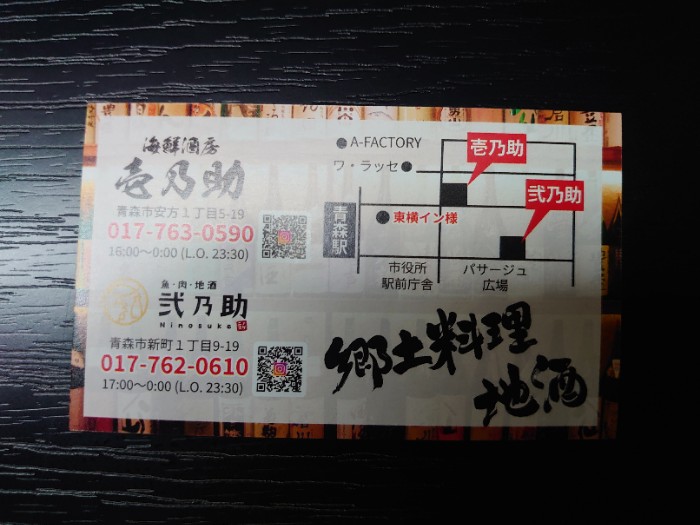 海鮮酒房
壱乃助
青森市安方1丁目5-19
017-763-0590
16:00～0:00 (L.O. 23:30)
魚・肉・地酒
弐乃助
Ninosuke
青森市新町1丁目9-19
017-762-0610
17:00～0:00 (L.O. 23:30)
●A-FACTORY
ワ・ラッセ●
壱乃助
弐乃助
青森駅
●東横イン様
市役所
駅前庁舎
パサージュ
広場
郷土料理
地酒